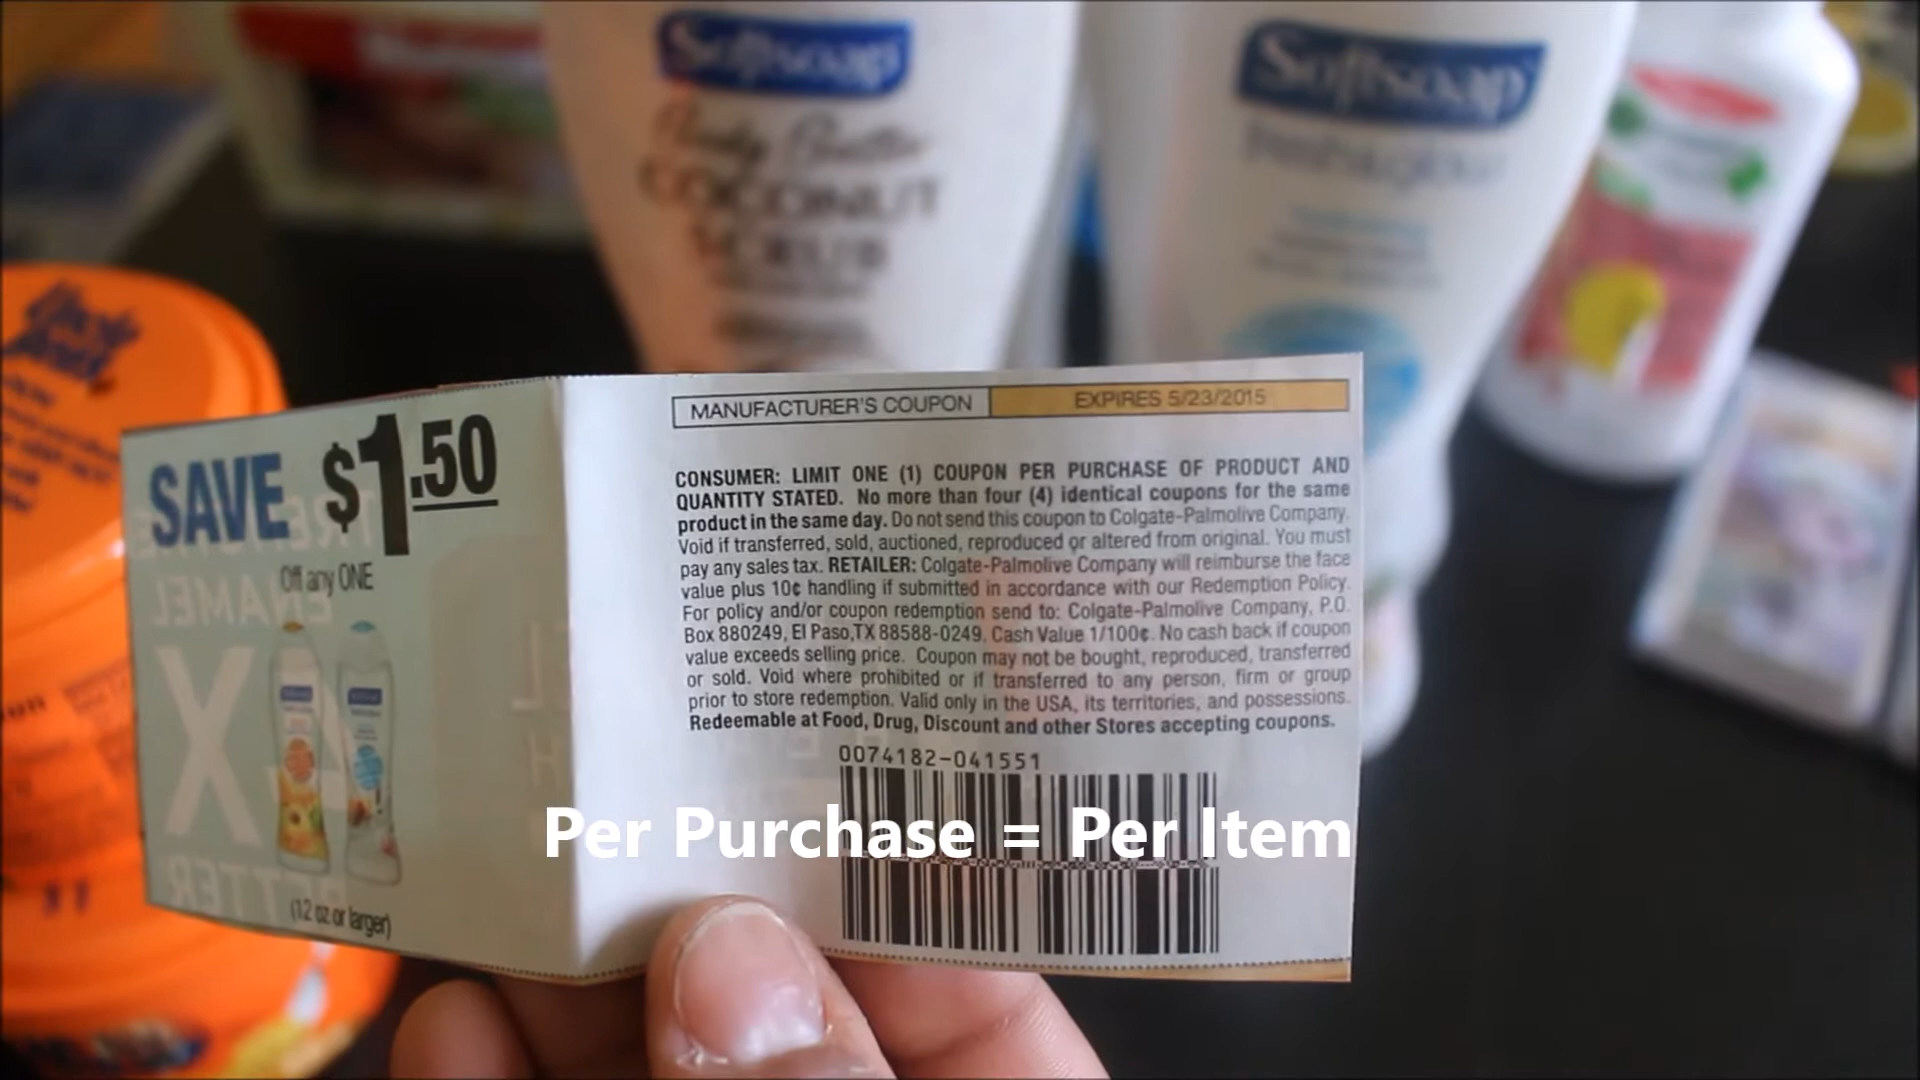 Softsoap
Body Butter
COCONUT
SCRUB
Softsoap
Uncle
Ben's
SAVE $1.50
Off any ONE
(12 oz or larger)
MANUFACTURER'S COUPON EXPIRES 5/23/2015
CONSUMER: LIMIT ONE (1) COUPON PER PURCHASE OF PRODUCT AND
QUANTITY STATED. No more than four (4) identical coupons for the same
product in the same day. Do not send this coupon to Colgate-Palmolive Company.
Void if transferred, sold, auctioned, reproduced or altered from original. You must
pay any sales tax. RETAILER: Colgate-Palmolive Company will reimburse the face
value plus 10¢ handling if submitted in accordance with our Redemption Policy.
For policy and/or coupon redemption send to: Colgate-Palmolive Company, P.O.
Box 880249, El Paso,TX 88588-0249. Cash Value 1/100¢. No cash back if coupon
value exceeds selling price. Coupon may not be bought, reproduced, transferred
or sold. Void where prohibited or if transferred to any person, firm or group
prior to store redemption. Valid only in the USA, its territories, and possessions.
Redeemable at Food, Drug, Discount and other Stores accepting coupons.
0074182-041551
Per Purchase = Per Item